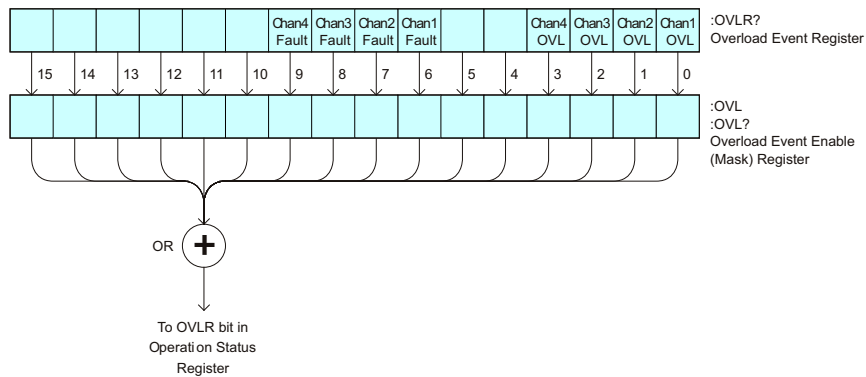 Chan4 Fault
Chan3 Fault
Chan2 Fault
Chan1 Fault
Chan4 OVL
Chan3 OVL
Chan2 OVL
Chan1 OVL
:OVLR?
Overload Event Register
15 14 13 12 11 10 9 8 7 6 5 4 3 2 1 0
:OVL
:OVL?
Overload Event Enable
(Mask) Register
OR +
To OVLR bit in
Operation Status
Register